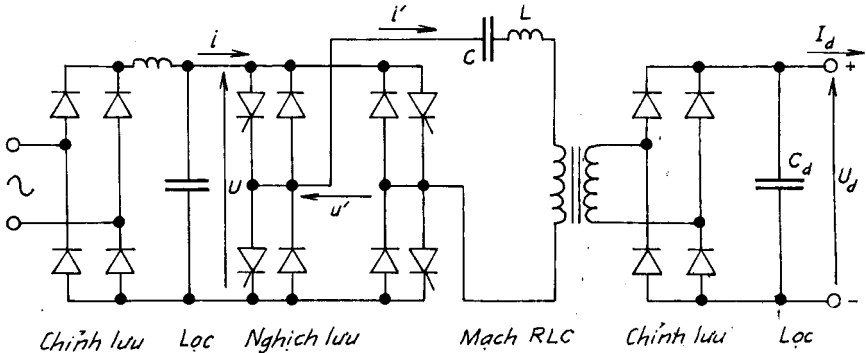 i
i'
C
L
I_d
+
U
u'
C_d
U_d
-
Chỉnh lưu
Lọc
Nghịch lưu
Mạch RLC
Chỉnh lưu
Lọc